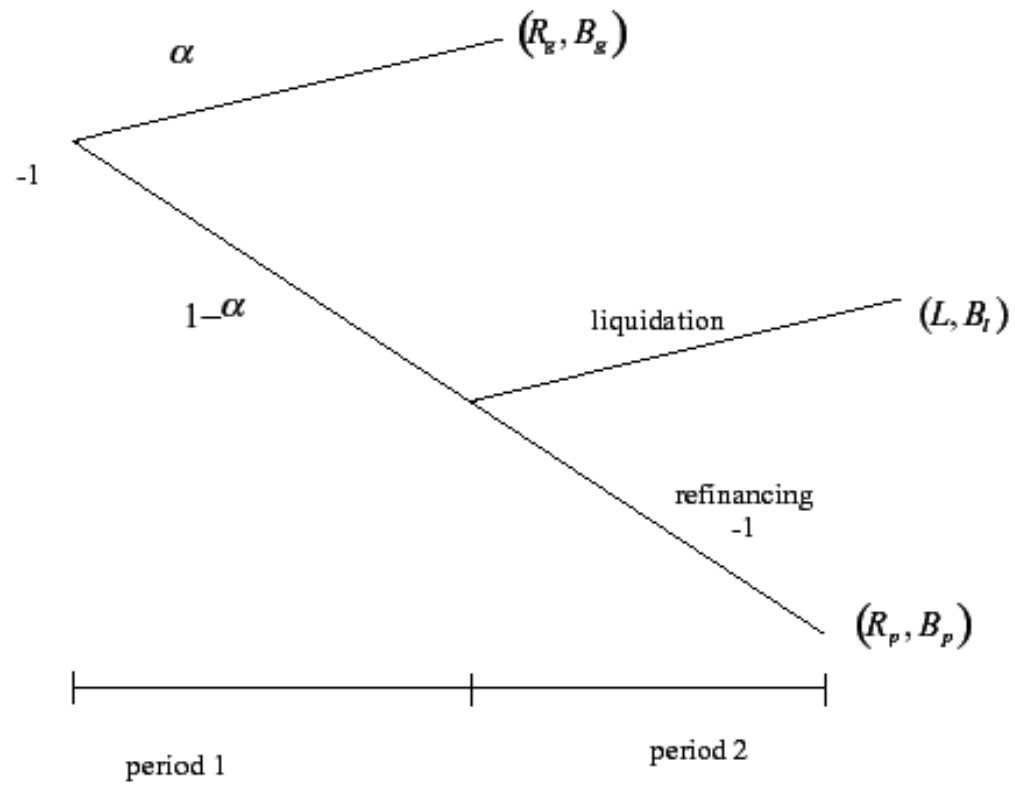 α
(R_g, B_g)
-1
1-α
liquidation
(L, B_l)
refinancing
-1
(R_p, B_p)
period 1
period 2